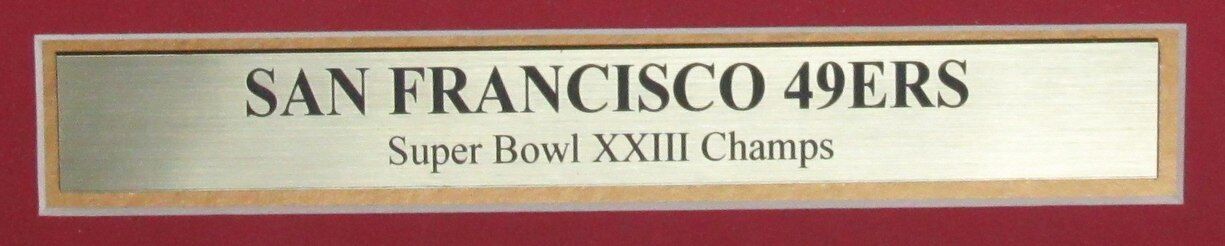 SAN FRANCISCO 49ERS
Super Bowl XXIII Champs